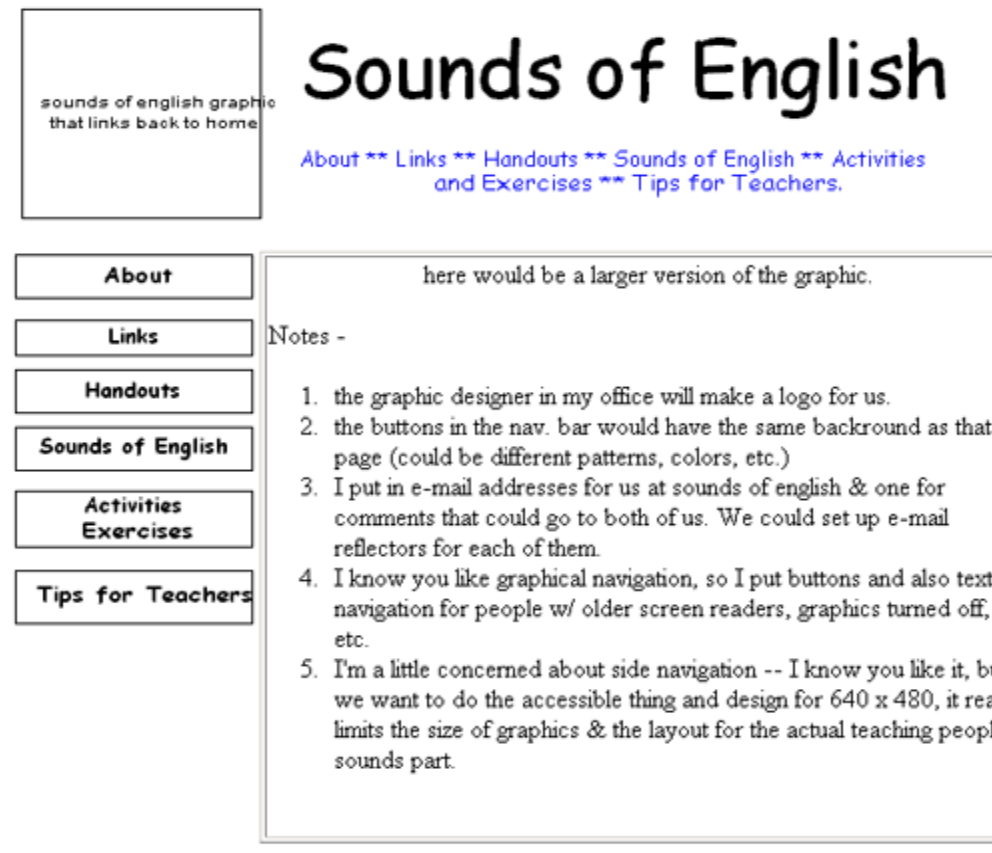 sounds of english graphic
that links back to home
Sounds of English
About ** Links ** Handouts ** Sounds of English ** Activities
and Exercises ** Tips for Teachers.
About
Links
Handouts
Sounds of English
Activities
Exercises
Tips for Teachers
here would be a larger version of the graphic.
Notes -
1. the graphic designer in my office will make a logo for us.
2. the buttons in the nav. bar would have the same backround as that
page (could be different patterns, colors, etc.)
3. I put in e-mail addresses for us at sounds of english & one for
comments that could go to both of us. We could set up e-mail
reflectors for each of them.
4. I know you like graphical navigation, so I put buttons and also text
navigation for people w/ older screen readers, graphics turned off,
etc.
5. I'm a little concerned about side navigation -- I know you like it,
we want to do the accessible thing and design for 640 x 480, it
limits the size of graphics & the layout for the actual teaching
sounds part.